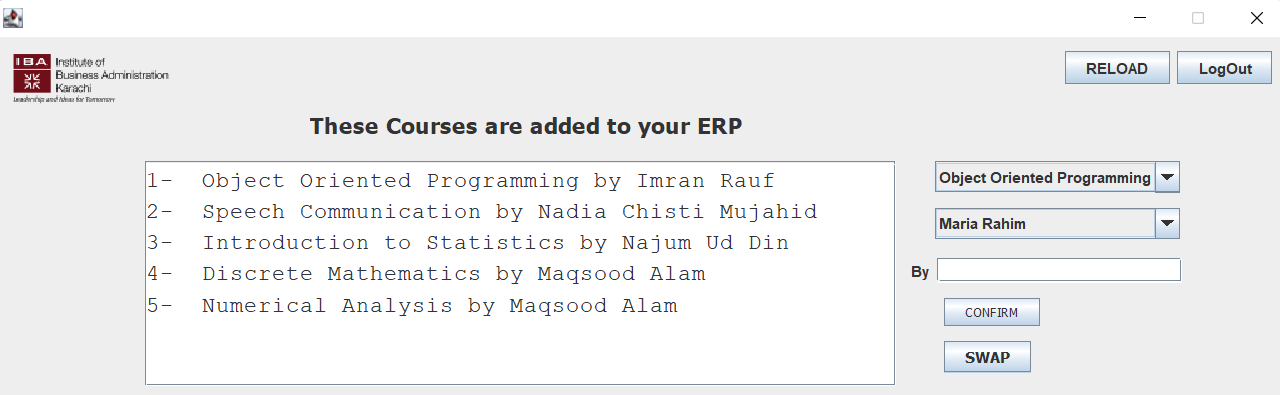 IBA Institute of
Business Administration
Karachi
Leadership and Ideas for Tomorrow
RELOAD
LogOut
These Courses are added to your ERP
1- Object Oriented Programming by Imran Rauf
2- Speech Communication by Nadia Chisti Mujahid
3- Introduction to Statistics by Najum Ud Din
4- Discrete Mathematics by Maqsood Alam
5- Numerical Analysis by Maqsood Alam
Object Oriented Programming
Maria Rahim
By
CONFIRM
SWAP